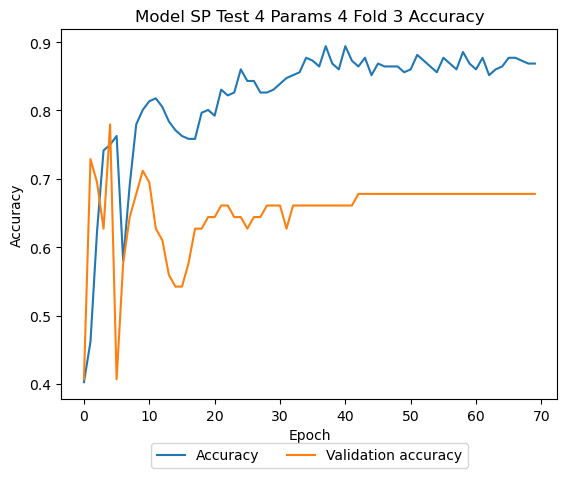 Model SP Test 4 Params 4 Fold 3 Accuracy
0.9
0.8
0.7
0.6
0.5
0.4
Accuracy
0 10 20 30 40 50 60 70
Epoch
Accuracy Validation accuracy